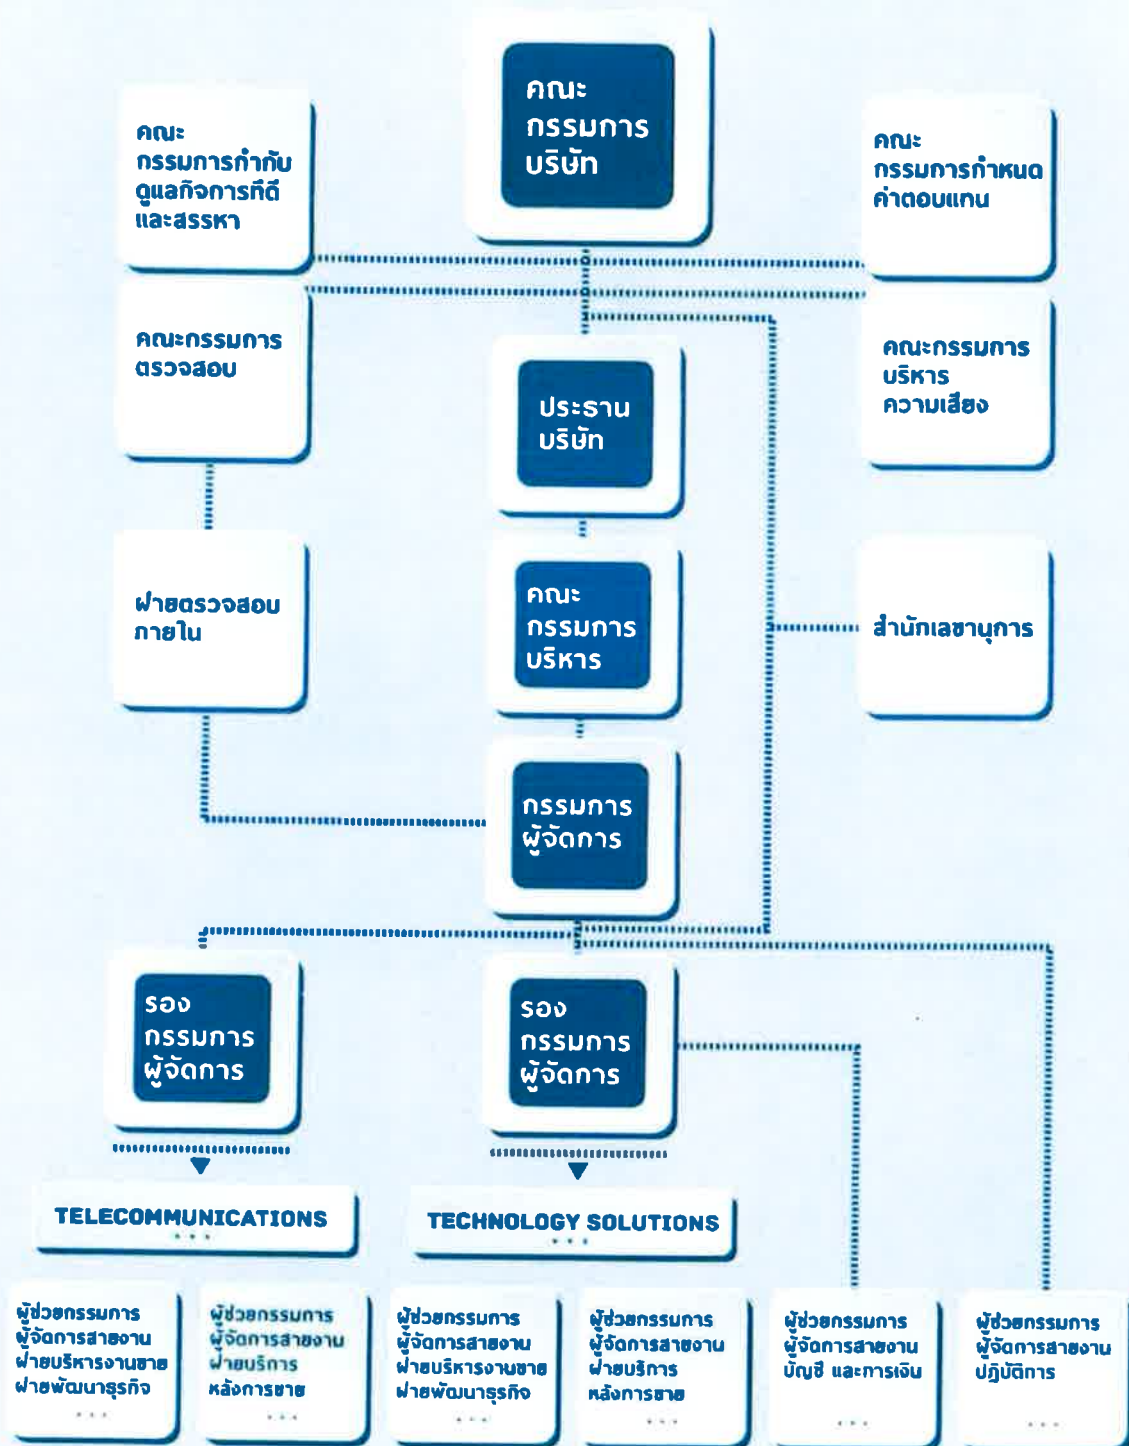 คณะ
กรรมการ
บริษัท
คณะ
กรรมการกำกับ
ดูแลกิจการที่ดี
และสรรหา
คณะ
กรรมการกำหนด
ค่าตอบแทน
คณะกรรมการ
ตรวจสอบ
คณะกรรมการ
บริหาร
ความเสี่ยง
ประธาน
บริษัท
ฝ่ายตรวจสอบ
ภายใน
คณะ
กรรมการ
บริหาร
สำนักเลขานุการ
กรรมการ
ผู้จัดการ
รอง
กรรมการ
ผู้จัดการ
รอง
กรรมการ
ผู้จัดการ
TELECOMMUNICATIONS
TECHNOLOGY SOLUTIONS
ผู้ช่วยกรรมการ
ผู้จัดการสายงาน
ฝ่ายบริหารงานขาย
ฝ่ายพัฒนาธุรกิจ
ผู้ช่วยกรรมการ
ผู้จัดการสายงาน
ฝ่ายบริการ
หลังการขาย
ผู้ช่วยกรรมการ
ผู้จัดการสายงาน
ฝ่ายบริหารงานขาย
ฝ่ายพัฒนาธุรกิจ
ผู้ช่วยกรรมการ
ผู้จัดการสายงาน
ฝ่ายบริการ
หลังการขาย
ผู้ช่วยกรรมการ
ผู้จัดการสายงาน
บัญชี และการเงิน
ผู้ช่วยกรรมการ
ผู้จัดการสายงาน
ปฏิบัติการ